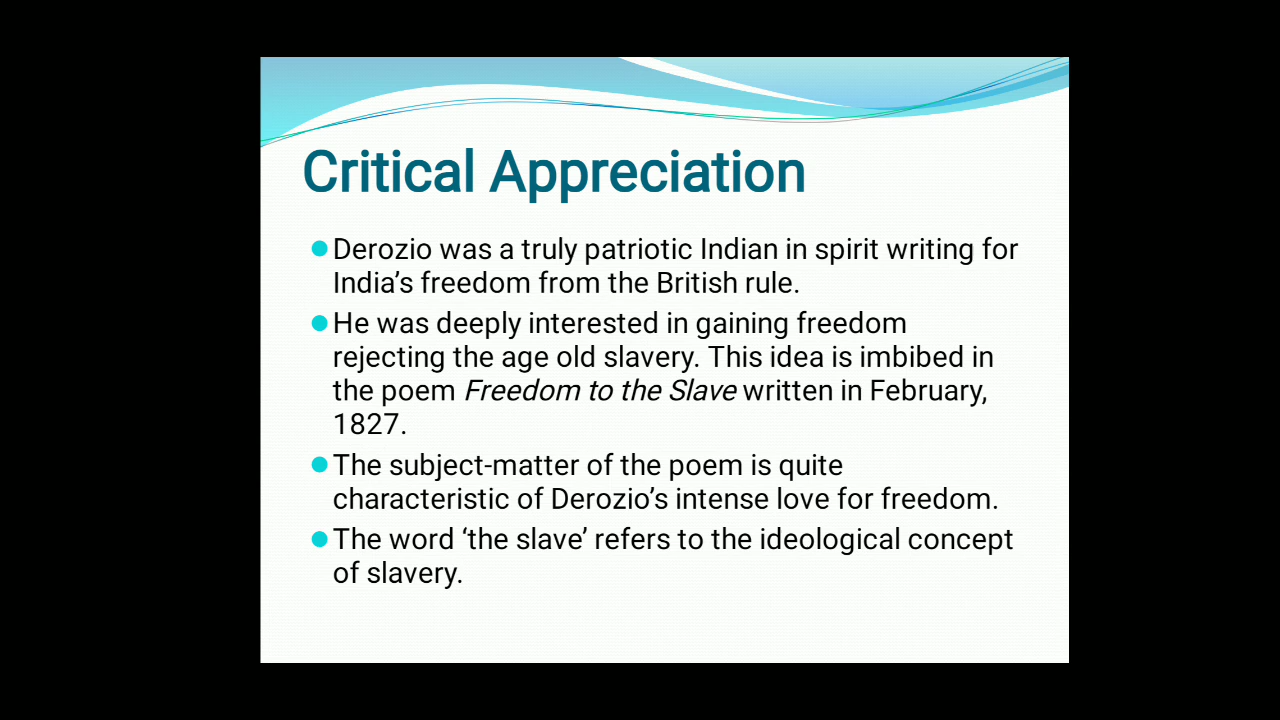 Critical Appreciation
Derozio was a truly patriotic Indian in spirit writing for
India’s freedom from the British rule.
He was deeply interested in gaining freedom
rejecting the age old slavery. This idea is imbibed in
the poem Freedom to the Slave written in February,
1827.
The subject-matter of the poem is quite
characteristic of Derozio’s intense love for freedom.
The word ‘the slave’ refers to the ideological concept
of slavery.